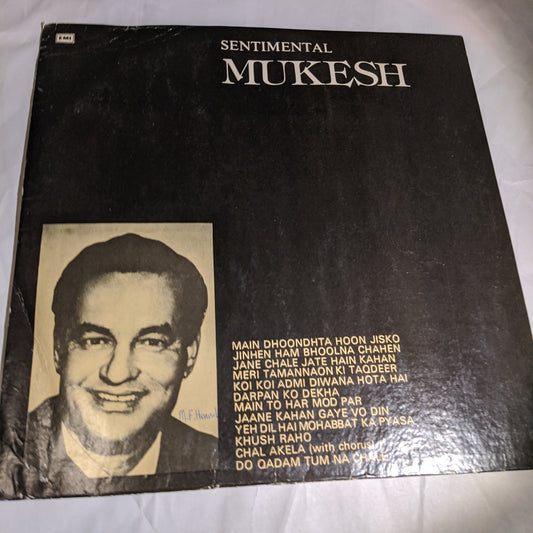 EMI
SENTIMENTAL
MUKESH
MAIN DHOONDHTA HOON JISKO
JINHEN HAM BHOOLNA CHAHEN
JANE CHALE JATE HAIN KAHAN
MERI TAMANNAON KI TAQDEER
KOI KOI ADMI DIWANA HOTA HAI
DARPAN KO DEKHA
MAIN TO HAR MOD PAR
JAANE KAHAN GAYE VO DIN
YEH DIL HAI MOHABBAT KA PYASA
KHUSH RAHO
CHAL AKELA (with chorus)
DO QADAM TUM NA CHALE
M.F.